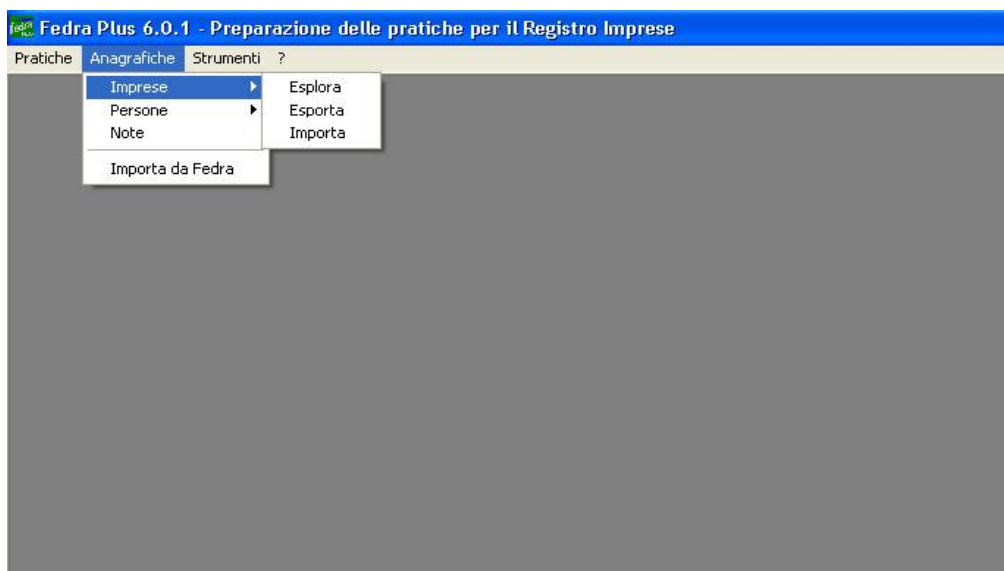 Fedra Plus 6.0.1 - Preparazione delle pratiche per il Registro Imprese
Pratiche Anagrafiche Strumenti ?
Imprese
Persone
Note
Importa da Fedra
Esplora
Esporta
Importa